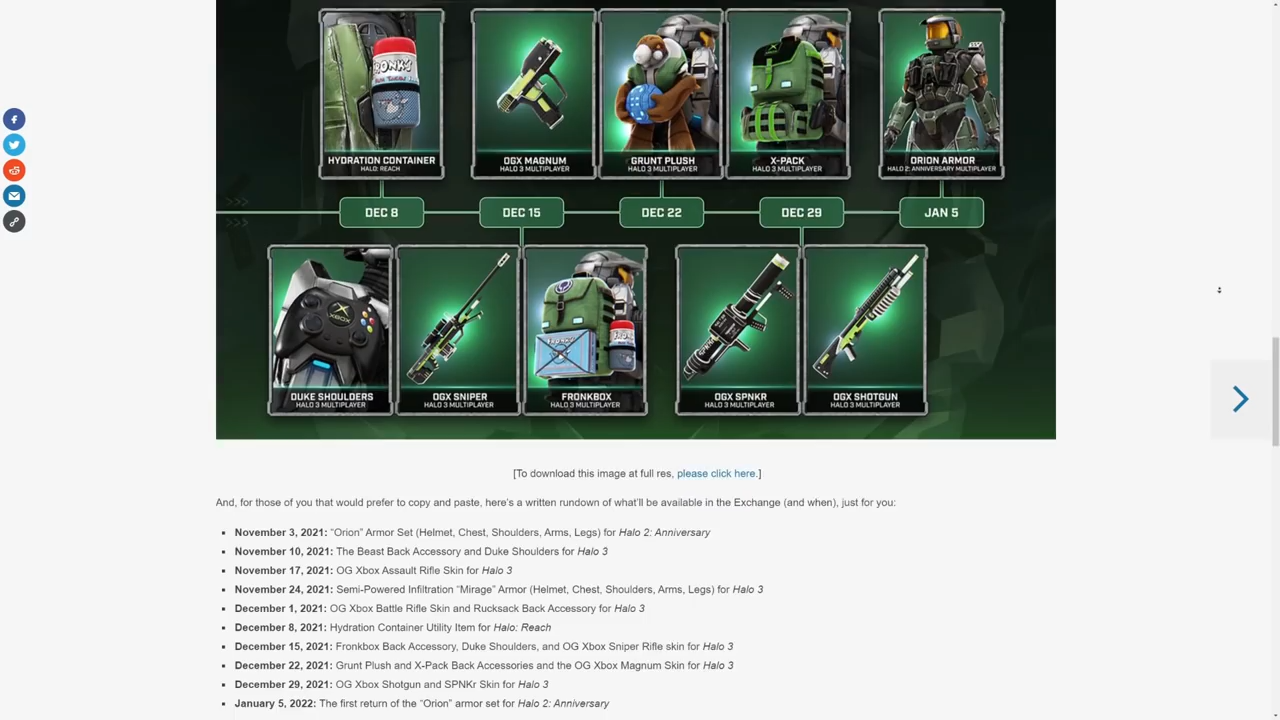 HYDRATION CONTAINER
HALO: REACH
OGX MAGNUM
HALO 3 MULTIPLAYER
GRUNT PLUSH
HALO 3 MULTIPLAYER
X-PACK
HALO 3 MULTIPLAYER
ORION ARMOR
HALO 2: ANNIVERSARY MULTIPLAYER
DEC 8
DEC 15
DEC 22
DEC 29
JAN 5
XBOX
DUKE SHOULDERS
HALO 3 MULTIPLAYER
OGX SNIPER
HALO 3 MULTIPLAYER
FRONKBOX
HALO 3 MULTIPLAYER
OGX SPNKR
HALO 3 MULTIPLAYER
OGX SHOTGUN
HALO 3 MULTIPLAYER
[To download this image at full res, please click here.]
And, for those of you that would prefer to copy and paste, here's a written rundown of what'll be available in the Exchange (and when), just for you:
November 3, 2021: “Orion” Armor Set (Helmet, Chest, Shoulders, Arms, Legs) for Halo 2: Anniversary
November 10, 2021: The Beast Back Accessory and Duke Shoulders for Halo 3
November 17, 2021: OG Xbox Assault Rifle Skin for Halo 3
November 24, 2021: Semi-Powered Infiltration “Mirage” Armor (Helmet, Chest, Shoulders, Arms, Legs) for Halo 3
December 1, 2021: OG Xbox Battle Rifle Skin and Rucksack Back Accessory for Halo 3
December 8, 2021: Hydration Container Utility Item for Halo: Reach
December 15, 2021: Fronkbox Back Accessory, Duke Shoulders, and OG Xbox Sniper Rifle skin for Halo 3
December 22, 2021: Grunt Plush and X-Pack Back Accessories and the OG Xbox Magnum Skin for Halo 3
December 29, 2021: OG Xbox Shotgun and SPNKr Skin for Halo 3
January 5, 2022: The first return of the “Orion” armor set for Halo 2: Anniversary